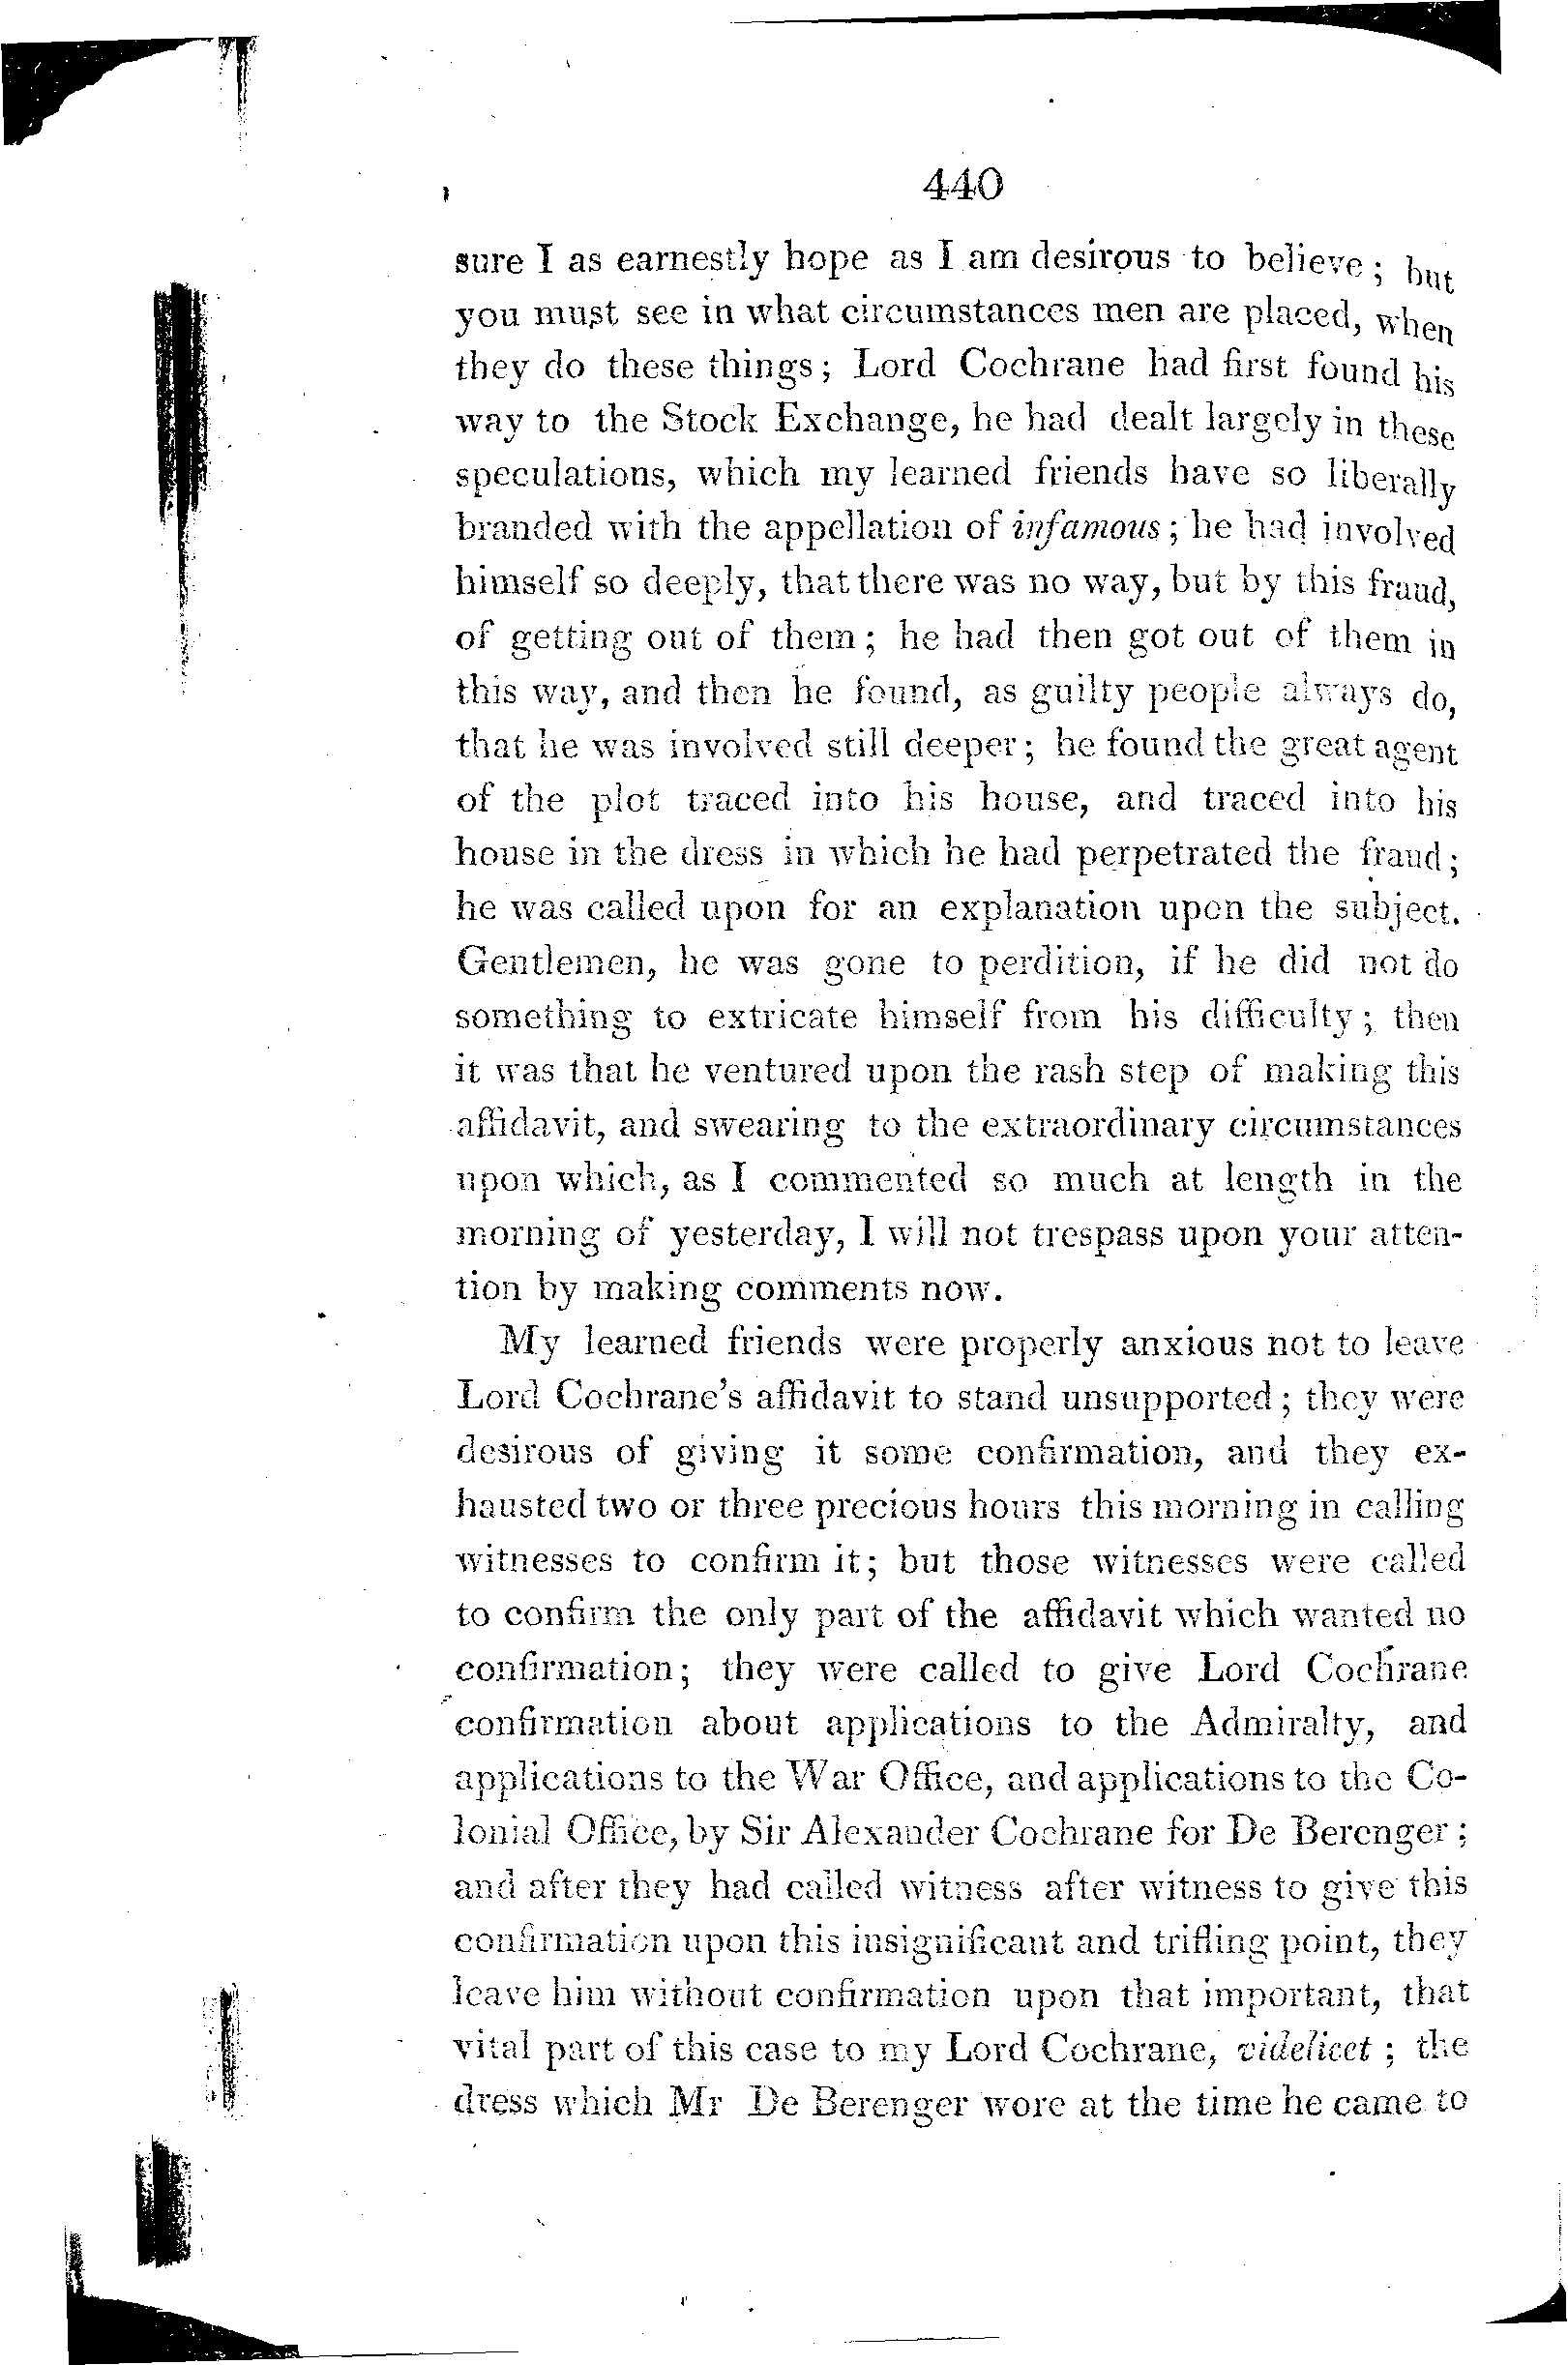 440
sure I as earnestly hope as I am desirous to believe; but
you must see in what circumstances men are placed, when
they do these things; Lord Cochrane had first found his
way to the Stock Exchange, he had dealt largely in these
speculations, which my learned friends have so liberally
branded with the appellation of infamous; he had involved
himself so deeply, that there was no way, but by this fraud,
of getting out of them; he had then got out of them in
this way, and then he found, as guilty people always do,
that he was involved still deeper; he found the great agent
of the plot traced into his house, and traced into his
house in the dress in which he had perpetrated the fraud;
he was called upon for an explanation upon the subject.
Gentlemen, he was gone to perdition, if he did not do
something to extricate himself from his difficulty; then
it was that he ventured upon the rash step of making this
affidavit, and swearing to the extraordinary circumstances
upon which, as I commented so much at length in the
morning of yesterday, I will not trespass upon your atten-
tion by making comments now.
My learned friends were properly anxious not to leave
Lord Cochrane's affidavit to stand unsupported; they were
desirous of giving it some confirmation, and they ex-
hausted two or three precious hours this morning in calling
witnesses to confirm it; but those witnesses were called
to confirm the only part of the affidavit which wanted no
confirmation; they were called to give Lord Cochrane
confirmation about applications to the Admiralty, and
applications to the War Office, and applications to the Co-
lonial Office, by Sir Alexander Cochrane for De Berenger;
and after they had called witness after witness to give this
confirmation upon this insignificant and trifling point, they
leave him without confirmation upon that important, that
vital part of this case to my Lord Cochrane, videlicet; the
dress which Mr De Berenger wore at the time he came to